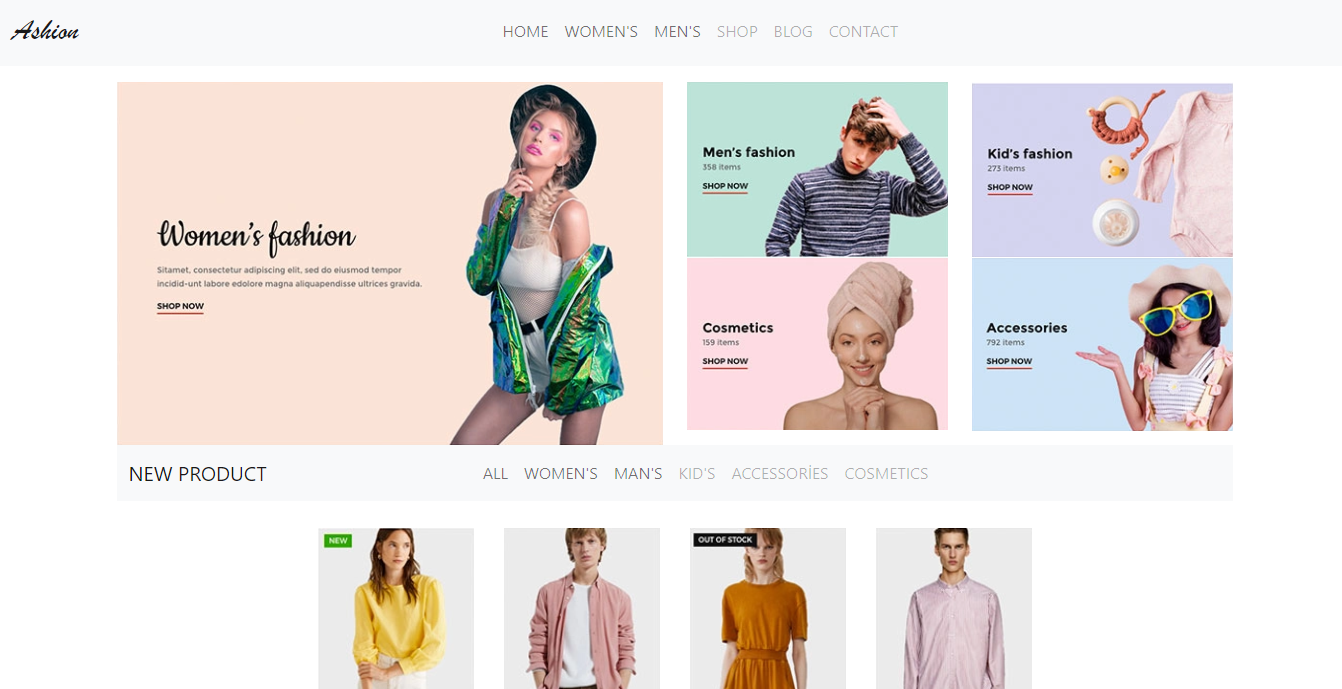 Ashion
HOME WOMEN'S MEN'S SHOP BLOG CONTACT
Women's fashion
Sitamet, consectetur adipiscing elit, sed do eiusmod tempor
incidid-unt labore edolore magna aliquapendisse ultrices gravida.
SHOP NOW
Men's fashion
358 items
SHOP NOW
Kid's fashion
273 items
SHOP NOW
Cosmetics
159 items
SHOP NOW
Accessories
792 items
SHOP NOW
NEW PRODUCT
ALL WOMEN'S MAN'S KID'S ACCESSORİES COSMETICS
NEW
OUT OF STOCK